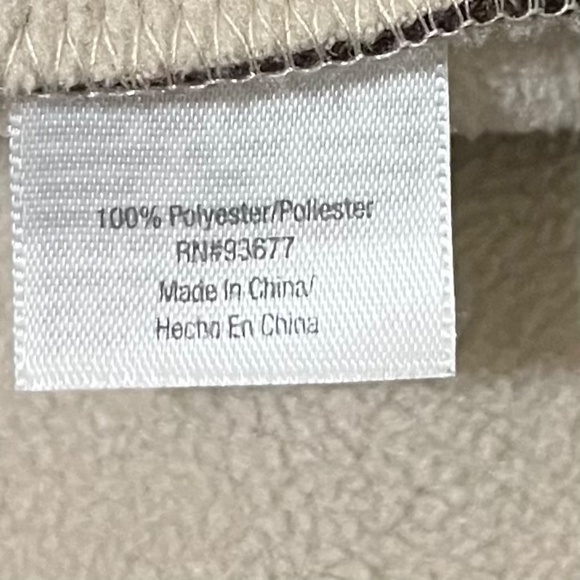 100% Polyester/Poliester
RN#93677
Made In China/
Hecho En China